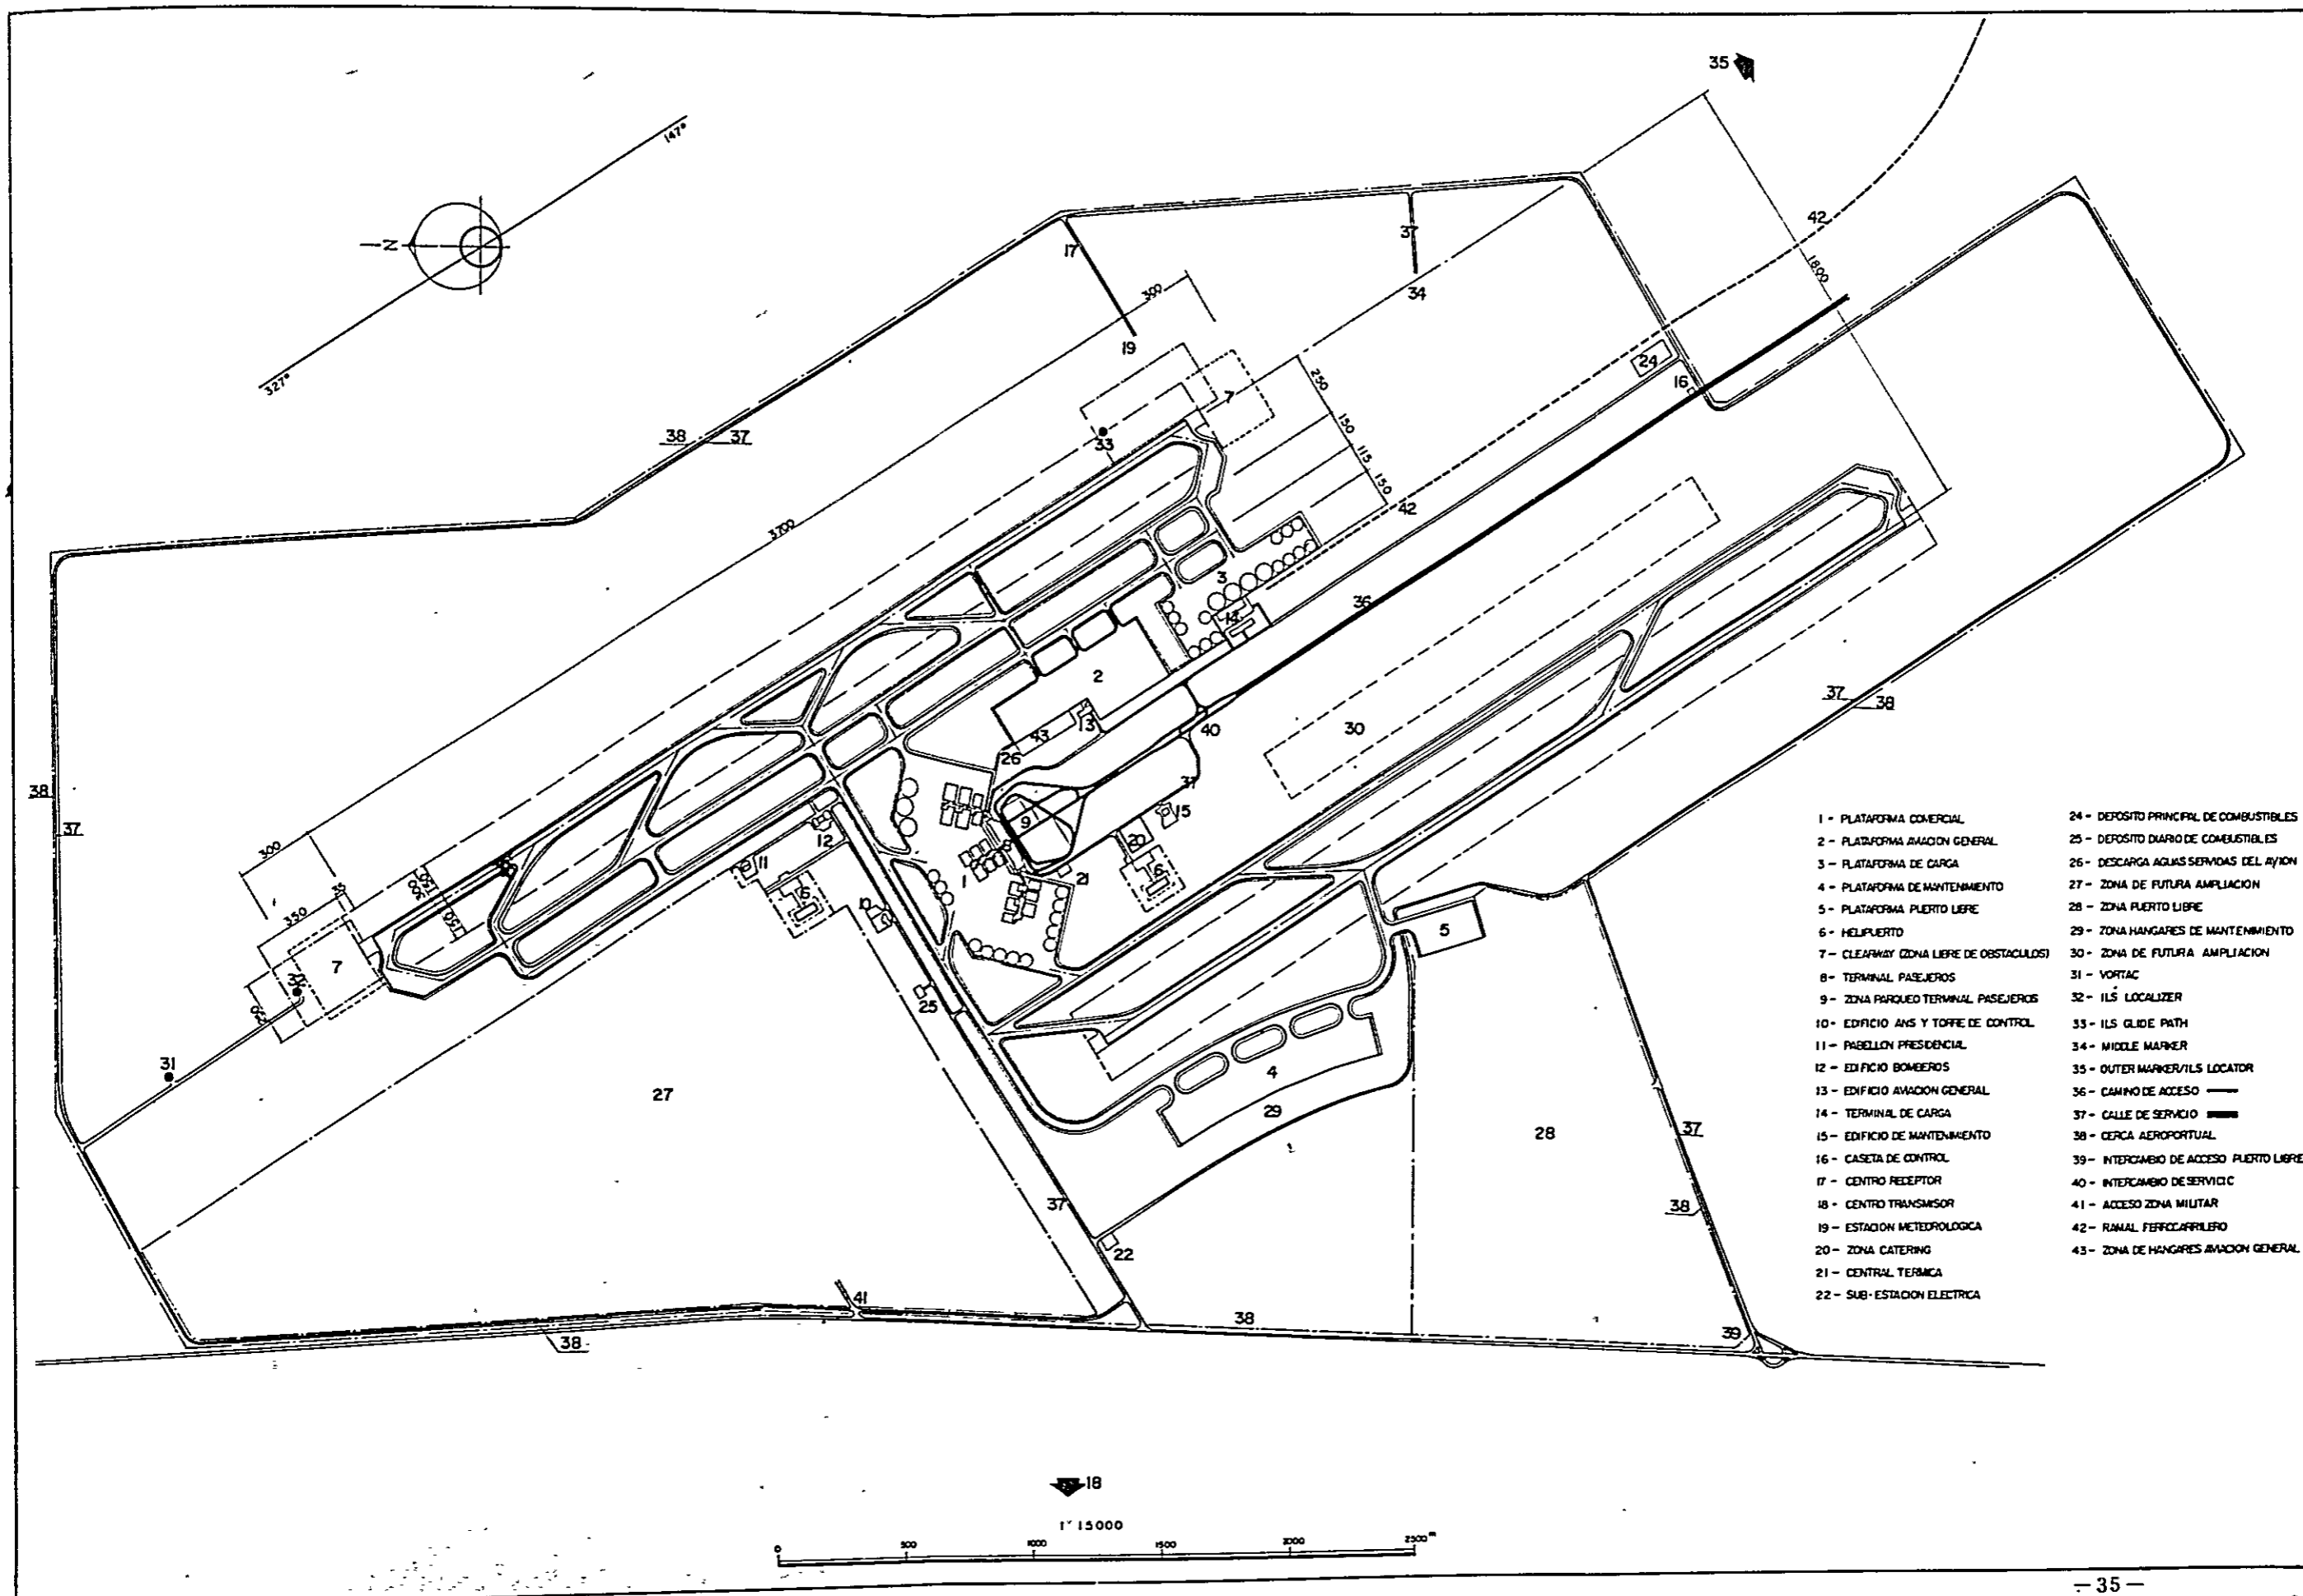 35
147°
N
327°
42
37
17
1800
34
300
19
24
16
7
250
38 37
33
150
115
150
42
3700
3
36
14
2
37
38
43
13
40
30
26
38
37
37
15
9
12
20
8
11
1
21
6
6
300
10
5
35
300
150
150
350
7
32
25
250
31
4
27
29
28
37
37
38
22
41
38
39
38
1 - PLATAFORMA COMERCIAL
2 - PLATAFORMA AVIACION GENERAL
3 - PLATAFORMA DE CARGA
4 - PLATAFORMA DE MANTENIMIENTO
5 - PLATAFORMA PUERTO LIBRE
6 - HELIPUERTO
7 - CLEARWAY (ZONA LIBRE DE OBSTACULOS)
8 - TERMINAL PASEJEROS
9 - ZONA PARQUEO TERMINAL PASEJEROS
10 - EDIFICIO ANS Y TORRE DE CONTROL
11 - PABELLON PRESIDENCIAL
12 - EDIFICIO BOMBEROS
13 - EDIFICIO AVIACION GENERAL
14 - TERMINAL DE CARGA
15 - EDIFICIO DE MANTENIMIENTO
16 - CASETA DE CONTROL
17 - CENTRO RECEPTOR
18 - CENTRO TRANSMISOR
19 - ESTACION METEOROLOGICA
20 - ZONA CATERING
21 - CENTRAL TERMICA
22 - SUB-ESTACION ELECTRICA
24 - DEPOSITO PRINCIPAL DE COMBUSTIBLES
25 - DEPOSITO DIARIO DE COMBUSTIBLES
26 - DESCARGA AGUAS SERVIDAS DEL AVION
27 - ZONA DE FUTURA AMPLIACION
28 - ZONA PUERTO LIBRE
29 - ZONA HANGARES DE MANTENIMIENTO
30 - ZONA DE FUTURA AMPLIACION
31 - VORTAC
32 - ILS LOCALIZER
33 - ILS GLIDE PATH
34 - MIDDLE MARKER
35 - OUTER MARKER/ILS LOCATOR
36 - CAMINO DE ACCESO
37 - CALLE DE SERVICIO
38 - CERCA AEROPORTUAL
39 - INTERCAMBIO DE ACCESO PUERTO LIBRE
40 - INTERCAMBIO DE SERVICIO
41 - ACCESO ZONA MILITAR
42 - RAMAL FERROCARRILERO
43 - ZONA DE HANGARES AVIACION GENERAL
18
1:15000
0 500 1000 1500 2000 2500 m
— 35 —